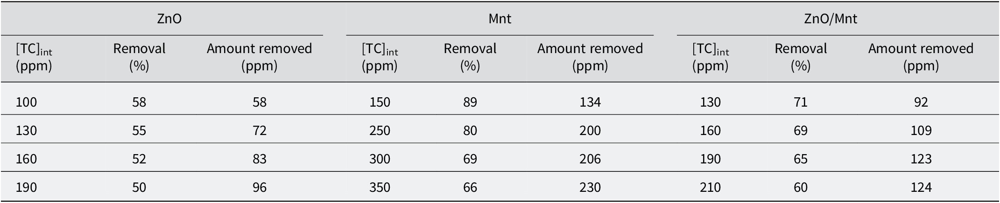 ZnO Mnt ZnO/Mnt
[TC]int Removal Amount removed [TC]int Removal Amount removed [TC]int Removal Amount removed
(ppm) (%) (ppm) (ppm) (%) (ppm) (ppm) (%) (ppm)
100 58 58 150 89 134 130 71 92
130 55 72 250 80 200 160 69 109
160 52 83 300 69 206 190 65 123
190 50 96 350 66 230 210 60 124